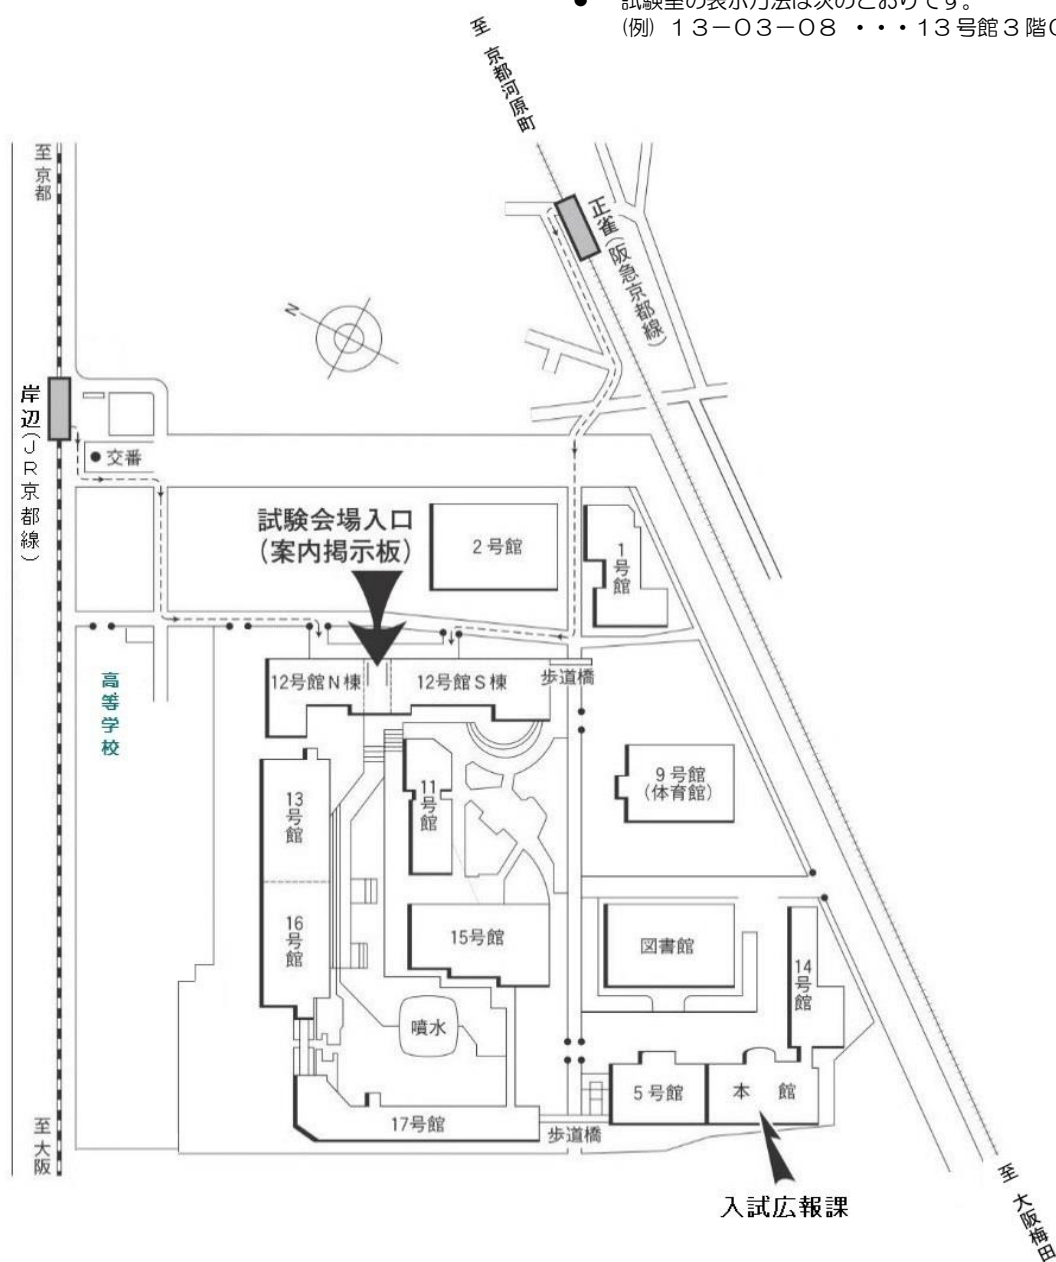 ● 試験室の表示方法は次のとおりです。
(例) 13－03－08 ・・・13号館3階
至 京都河原町
至京都
正雀(阪急京都線)
N
岸辺(JR京都線)
交番
試験会場入口
(案内掲示板)
2号館
1号館
高等学校
12号館N棟
12号館S棟
歩道橋
13号館
11号館
9号館
(体育館)
16号館
15号館
図書館
14号館
噴水
5号館
本 館
17号館
歩道橋
至大阪
入試広報課
至 大阪梅田